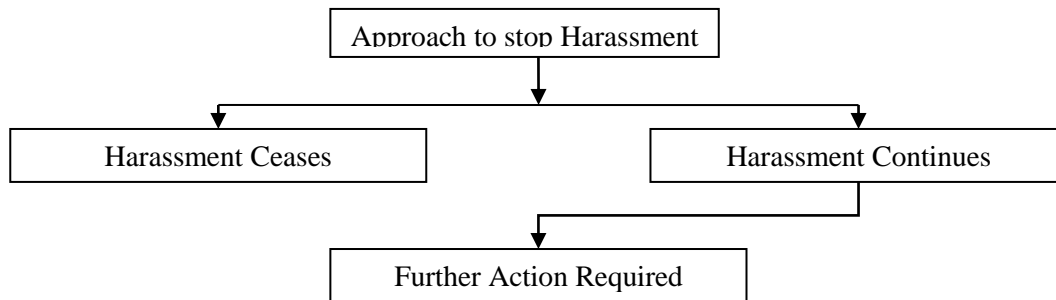 Approach to stop Harassment
Harassment Ceases
Harassment Continues
Further Action Required